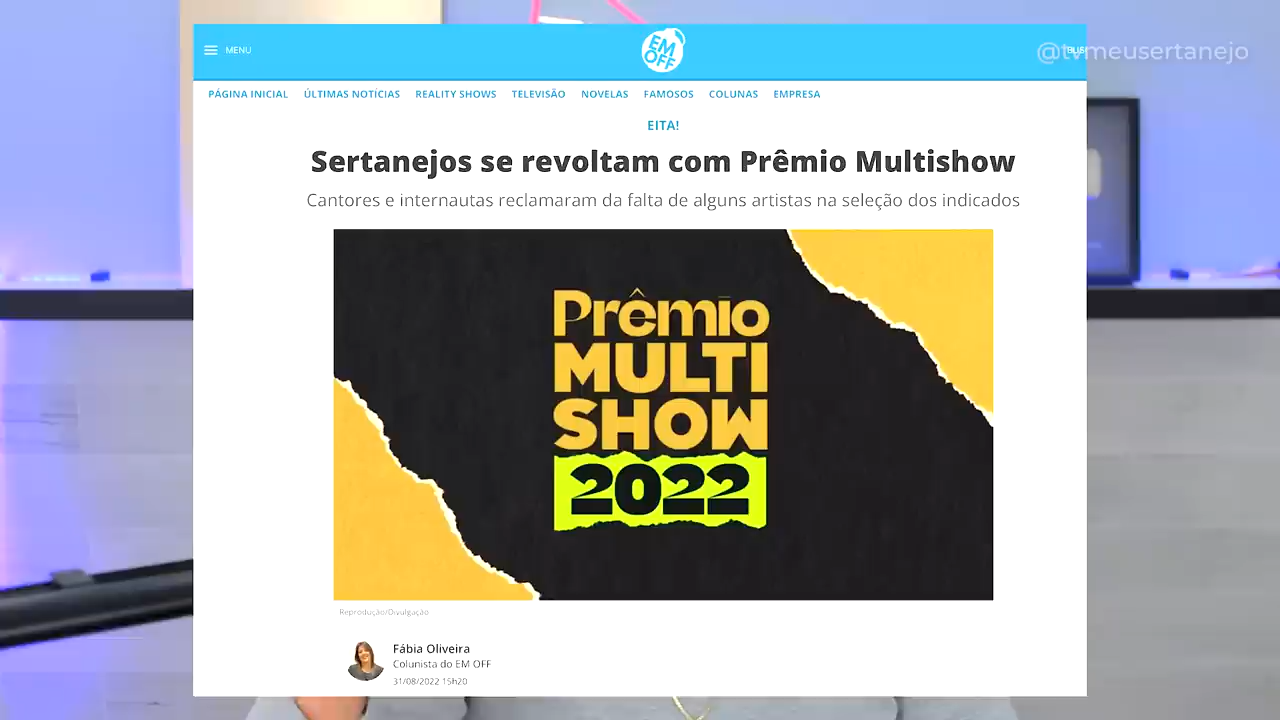 MENU
EM
OFF
@tvmeusertanejo
PÁGINA INICIAL ÚLTIMAS NOTÍCIAS REALITY SHOWS TELEVISÃO NOVELAS FAMOSOS COLUNAS EMPRESA
EITA!
Sertanejos se revoltam com Prêmio Multishow
Cantores e internautas reclamaram da falta de alguns artistas na seleção dos indicados
Prêmio
MULTI
SHOW
2022
Reprodução/Divulgação
Fábia Oliveira
Colunista do EM OFF
31/08/2022 15h20